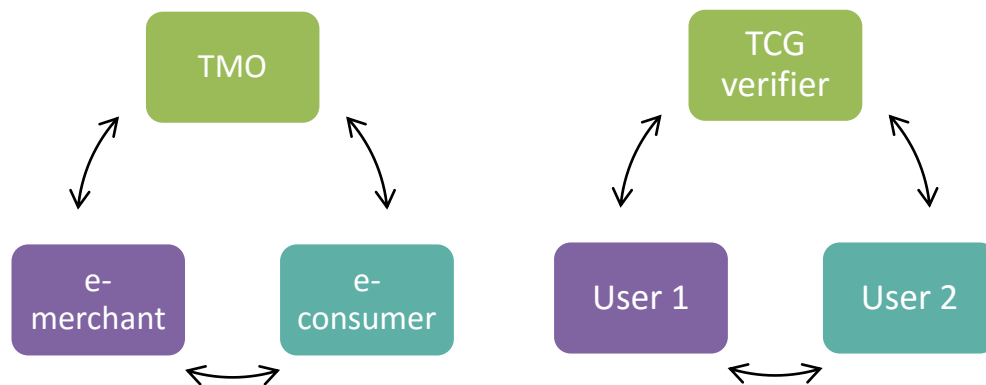 TMO
TCG
verifier
e-
merchant
e-
consumer
User 1
User 2